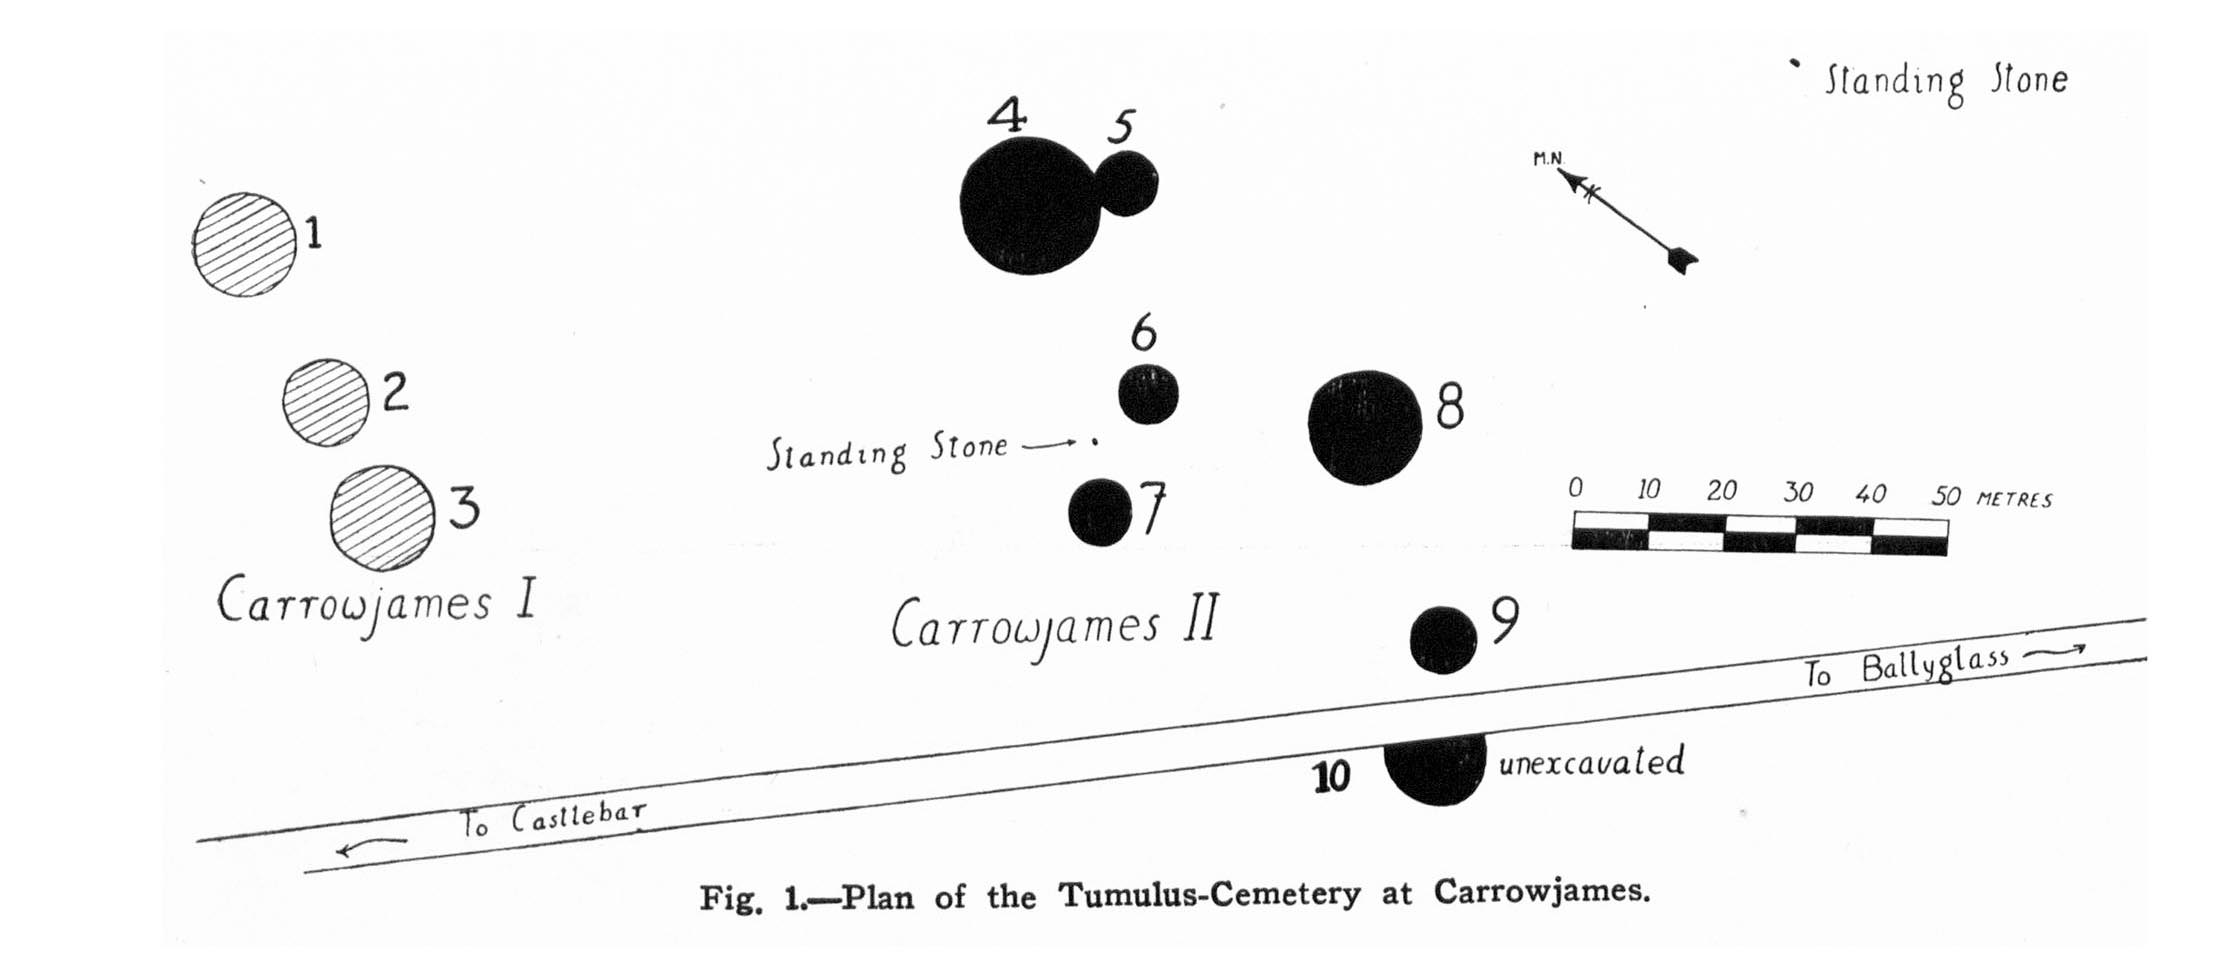 Standing Stone
4
5
M.N.
1
6
2
8
Standing Stone
3
7
0 10 20 30 40 50 METRES
Carrowjames I
Carrowjames II
9
To Ballyglass
10
unexcavated
To Castlebar
Fig. 1.—Plan of the Tumulus-Cemetery at Carrowjames.